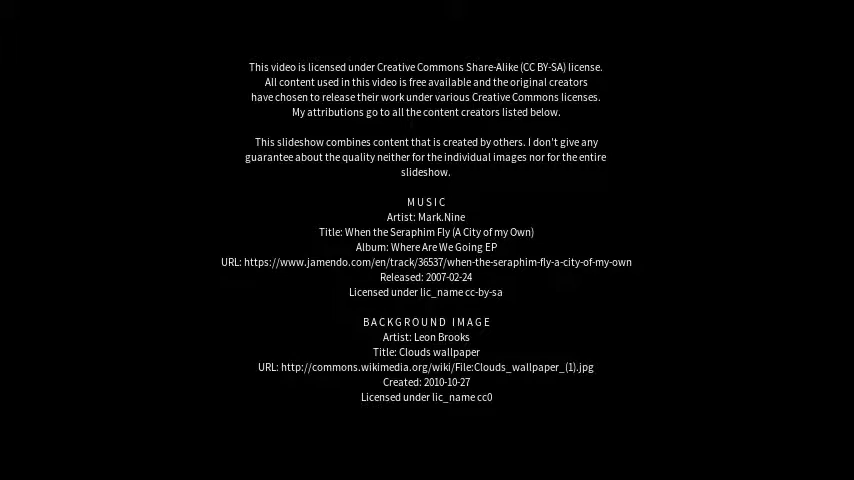 This video is licensed under Creative Commons Share-Alike (CC BY-SA) license.
All content used in this video is free available and the original creators
have chosen to release their work under various Creative Commons licenses.
My attributions go to all the content creators listed below.
This slideshow combines content that is created by others. I don't give any
guarantee about the quality neither for the individual images nor for the entire
slideshow.
MUSIC
Artist: Mark.Nine
Title: When the Seraphim Fly (A City of my Own)
Album: Where Are We Going EP
URL: https://www.jamendo.com/en/track/36537/when-the-seraphim-fly-a-city-of-my-own
Released: 2007-02-24
Licensed under lic_name cc-by-sa
BACKGROUND IMAGE
Artist: Leon Brooks
Title: Clouds wallpaper
URL: http://commons.wikimedia.org/wiki/File:Clouds_wallpaper_(1).jpg
Created: 2010-10-27
Licensed under lic_name cc0